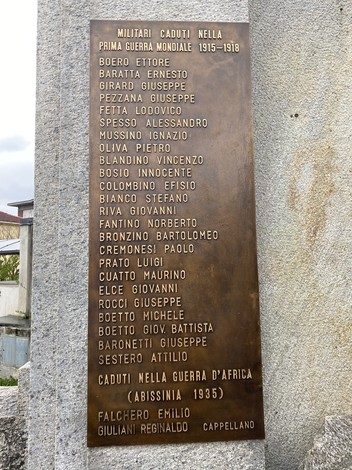 MILITARI CADUTI NELLA
PRIMA GUERRA MONDIALE 1915-1918
BOERO ETTORE
BARATTA ERNESTO
GIRARD GIUSEPPE
PEZZANA GIUSEPPE
FETTA LODOVICO
SPESSO ALESSANDRO
MUSSINO IGNAZIO
OLIVA PIETRO
BLANDINO VINCENZO
BOSIO INNOCENTE
COLOMBINO EFISIO
BIANCO STEFANO
RIVA GIOVANNI
FANTINO NORBERTO
BRONZINO BARTOLOMEO
CREMONESI PAOLO
PRATO LUIGI
CUATTO MAURINO
ELCE GIOVANNI
ROCCI GIUSEPPE
BOETTO MICHELE
BOETTO GIOV. BATTISTA
BARONETTI GIUSEPPE
SESTERO ATTILIO
CADUTI NELLA GUERRA D'AFRICA
(ABISSINIA 1935)
FALCHERO EMILIO
GIULIANI REGINALDO CAPPELLANO